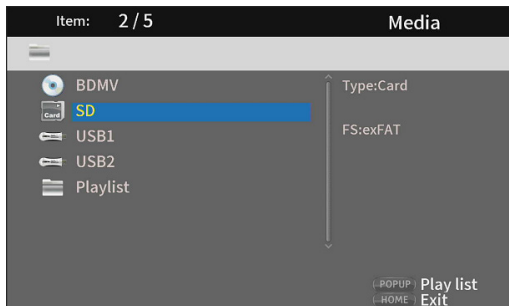 Item: 2/5 Media
BDMV
Type:Card
Card SD
FS:exFAT
USB1
USB2
Playlist
POPUP Play list
HOME Exit